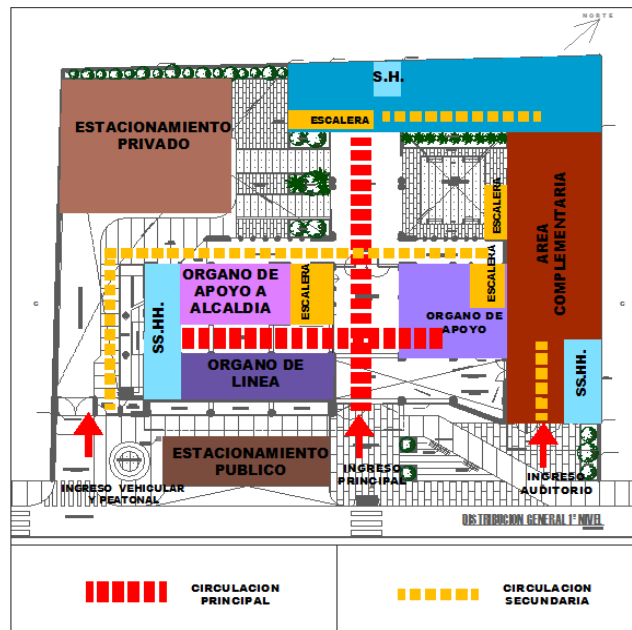 NORTE
S.H.
ESCALERA
ESTACIONAMIENTO
PRIVADO
ESCALERA
AREA
COMPLEMENTARIA
SS.HH.
ORGANO DE
APOYO A
ALCALDIA
ESCALERA
ESCALERA
ORGANO DE
APOYO
ORGANO DE
LINEA
SS.HH.
ESTACIONAMIENTO
PUBLICO
INGRESO VEHICULAR
Y PEATONAL
INGRESO
PRINCIPAL
INGRESO
AUDITORIO
DISTRIBUCION GENERAL 1º NIVEL
CIRCULACION
PRINCIPAL
CIRCULACION
SECUNDARIA